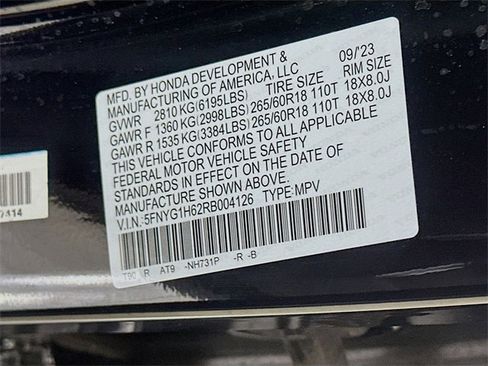 MFD. BY HONDA DEVELOPMENT & 09/'23
MANUFACTURING OF AMERICA, LLC
GVWR 2810 KG(6195LBS) TIRE SIZE RIM SIZE
GAWR F 1360 KG(2998LBS) 265/60R18 110T 18X8.0J
GAWR R 1535 KG(3384LBS) 265/60R18 110T 18X8.0J
THIS VEHICLE CONFORMS TO ALL APPLICABLE
FEDERAL MOTOR VEHICLE SAFETY
STANDARDS IN EFFECT ON THE DATE OF
MANUFACTURE SHOWN ABOVE.
V.I.N.:5FNYG1H62RB004126 TYPE:MPV
T90 R AT9 -NH731P -R -B